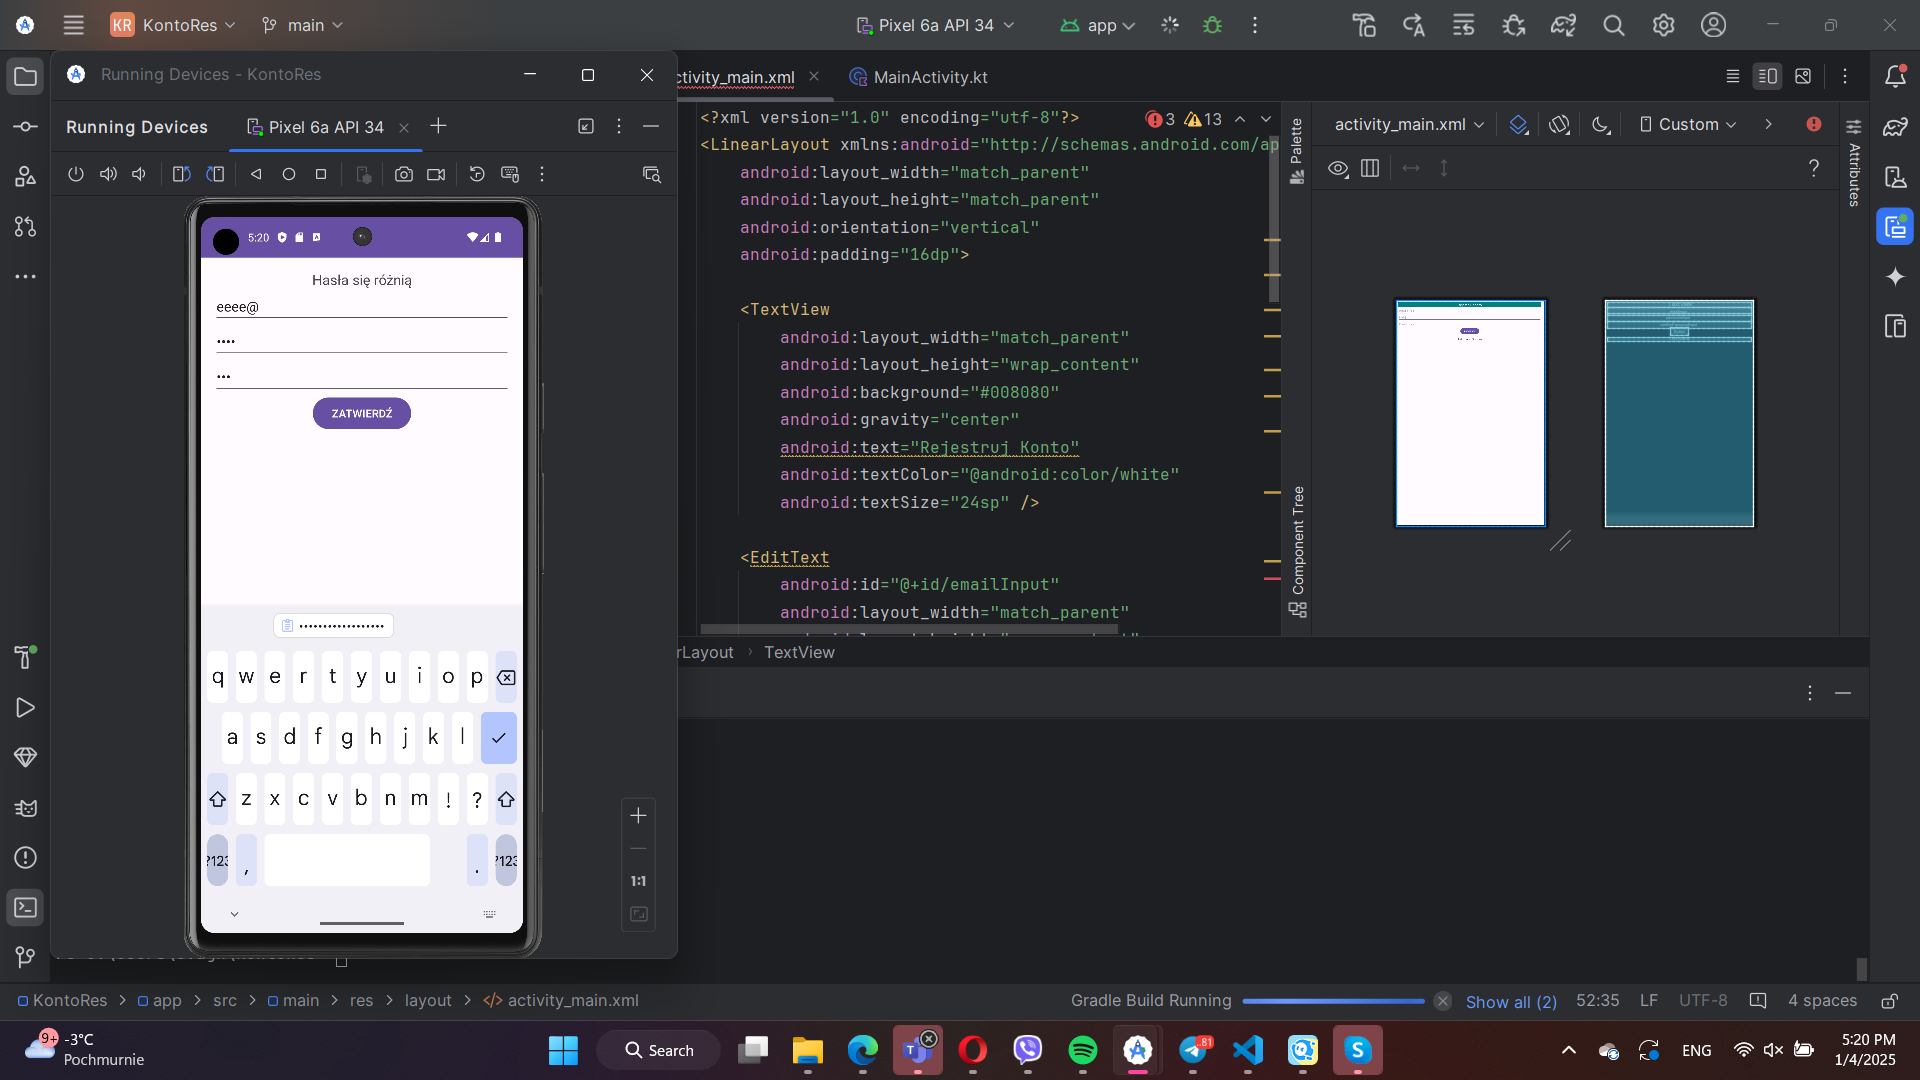 KR KontoRes
main
Pixel 6a API 34
app
Running Devices - KontoRes
ctivity_main.xml
MainActivity.kt
Running Devices
Pixel 6a API 34
<?xml version="1.0" encoding="utf-8"?>
3 13
<LinearLayout xmlns:android="http://schemas.android.com/ap
android:layout_width="match_parent"
android:layout_height="match_parent"
android:orientation="vertical"
android:padding="16dp">
<TextView
android:layout_width="match_parent"
android:layout_height="wrap_content"
android:background="#008080"
android:gravity="center"
android:text="Rejestruj Konto"
android:textColor="@android:color/white"
android:textSize="24sp" />
<EditText
android:id="@+id/emailInput"
android:layout_width="match_parent"
Palette
Component Tree
activity_main.xml
Custom
?
Attributes
5:20
Hasła się różnią
eeee@
••••
•••
ZATWIERDŹ
••••••••••••••••••
q w e r t y u i o p
a s d f g h j k l
z x c v b n m ! ?
?123 , . ?123
1:1
rLayout > TextView
KontoRes > app > src > main > res > layout > </> activity_main.xml
Gradle Build Running
Show all (2)
52:35 LF UTF-8 4 spaces
9+ -3°C
Pochmurnie
Search
81
ENG
5:20 PM
1/4/2025